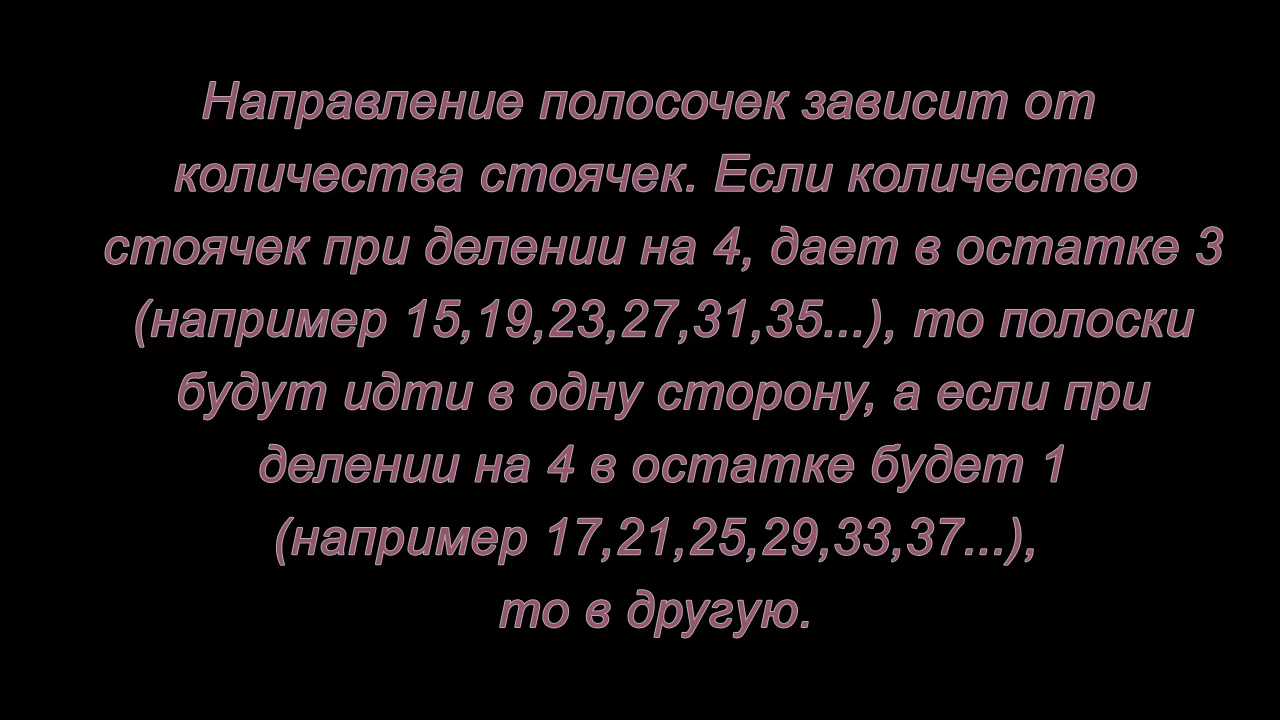 Направление полосочек зависит от
количества стоячек. Если количество
стоячек при делении на 4, дает в остатке 3
(например 15,19,23,27,31,35...), то полоски
будут идти в одну сторону, а если при
делении на 4 в остатке будет 1
(например 17,21,25,29,33,37...),
то в другую.